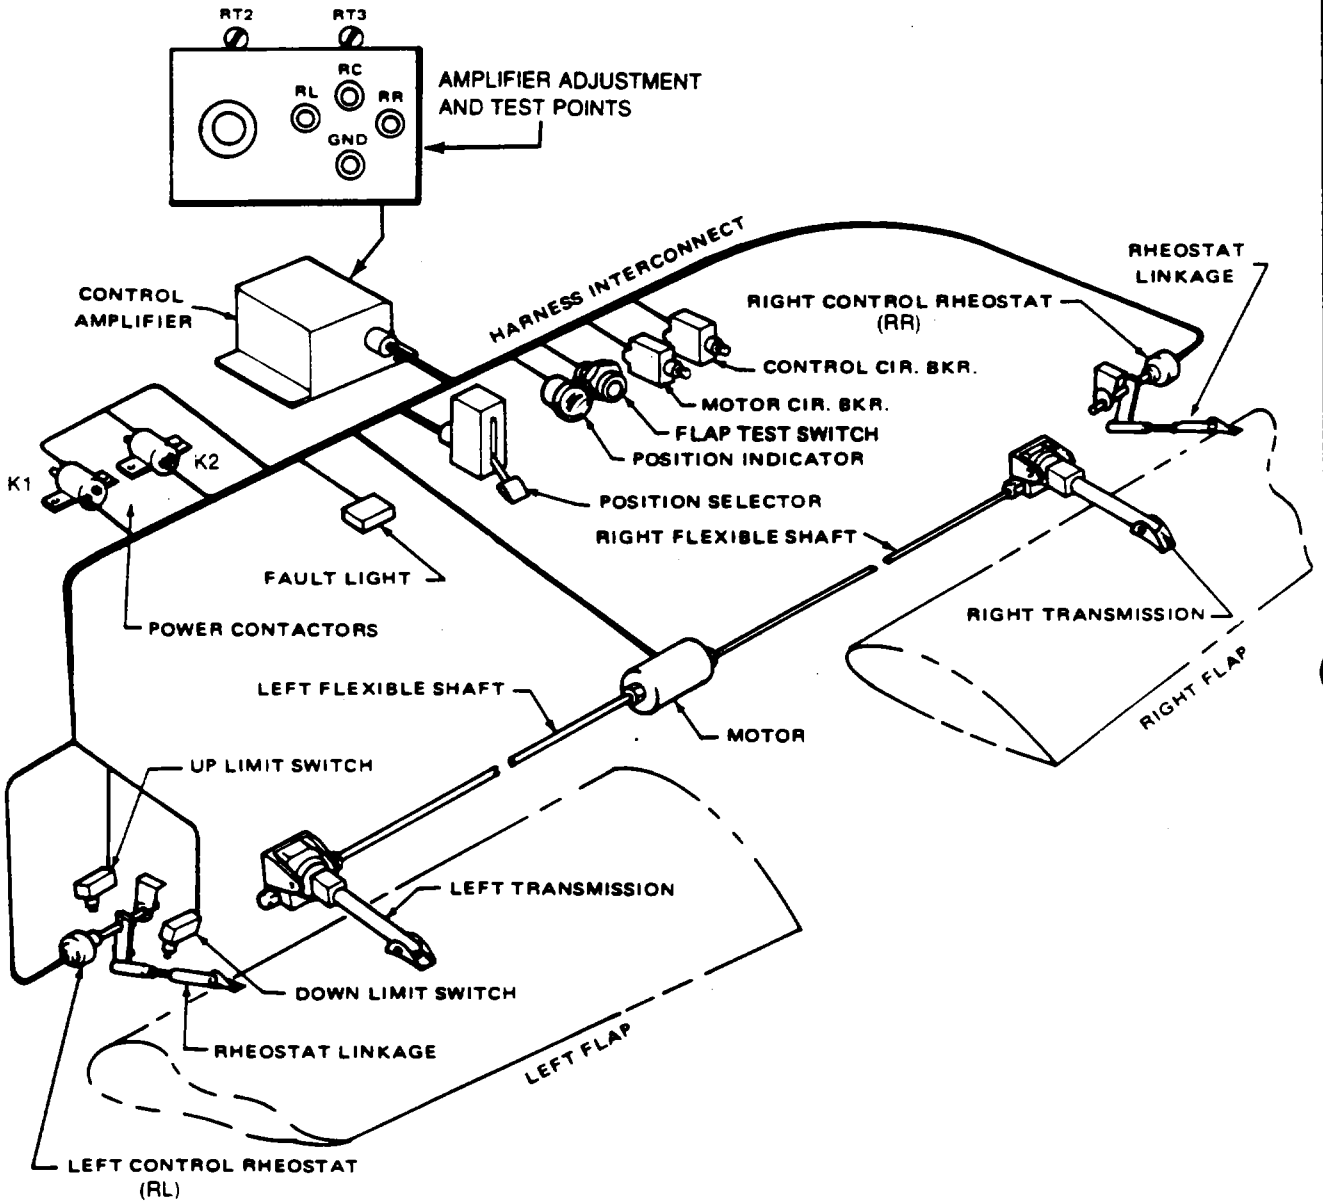 RT2
RT3
RC
RL
RR
GND
AMPLIFIER ADJUSTMENT
AND TEST POINTS
HARNESS INTERCONNECT
RHEOSTAT
LINKAGE
CONTROL
AMPLIFIER
RIGHT CONTROL RHEOSTAT
(RR)
CONTROL CIR. BKR.
MOTOR CIR. BKR.
FLAP TEST SWITCH
POSITION INDICATOR
K2
K1
POSITION SELECTOR
RIGHT FLEXIBLE SHAFT
FAULT LIGHT
POWER CONTACTORS
RIGHT TRANSMISSION
RIGHT FLAP
LEFT FLEXIBLE SHAFT
MOTOR
UP LIMIT SWITCH
LEFT TRANSMISSION
DOWN LIMIT SWITCH
RHEOSTAT LINKAGE
LEFT FLAP
LEFT CONTROL RHEOSTAT
(RL)